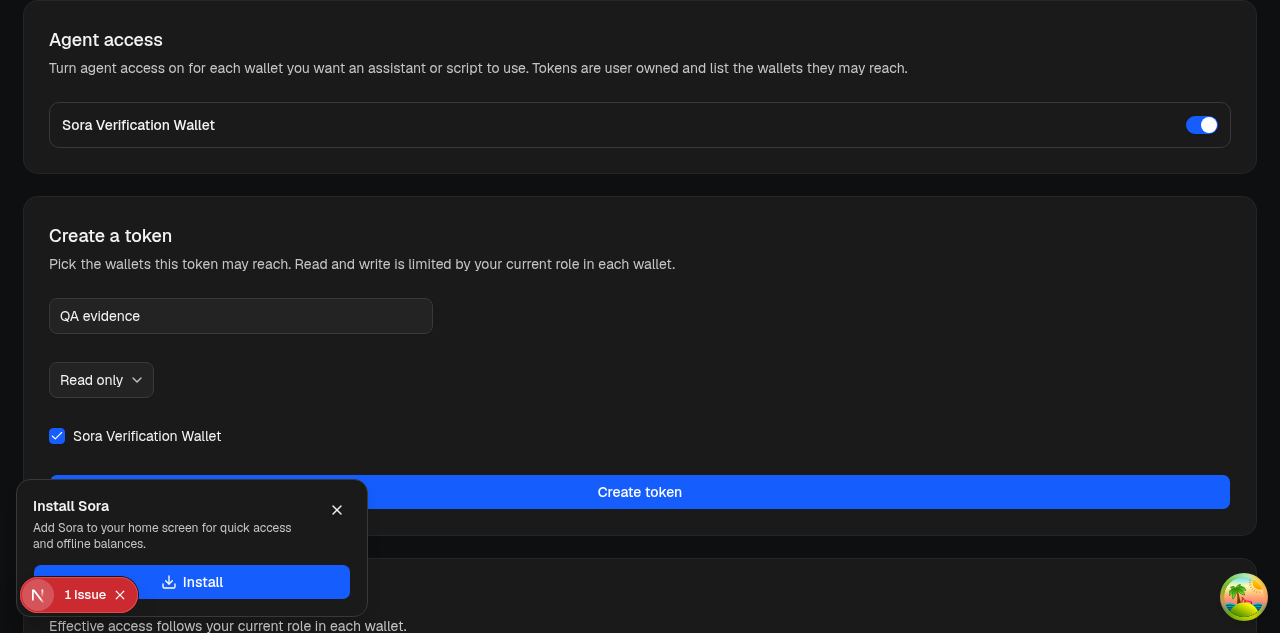 Agent access
Turn agent access on for each wallet you want an assistant or script to use. Tokens are user owned and list the wallets they may reach.
Sora Verification Wallet
Create a token
Pick the wallets this token may reach. Read and write is limited by your current role in each wallet.
QA evidence
Read only
Sora Verification Wallet
Create token
Install Sora
Add Sora to your home screen for quick access
and offline balances.
Install
N 1 Issue
Effective access follows your current role in each wallet.